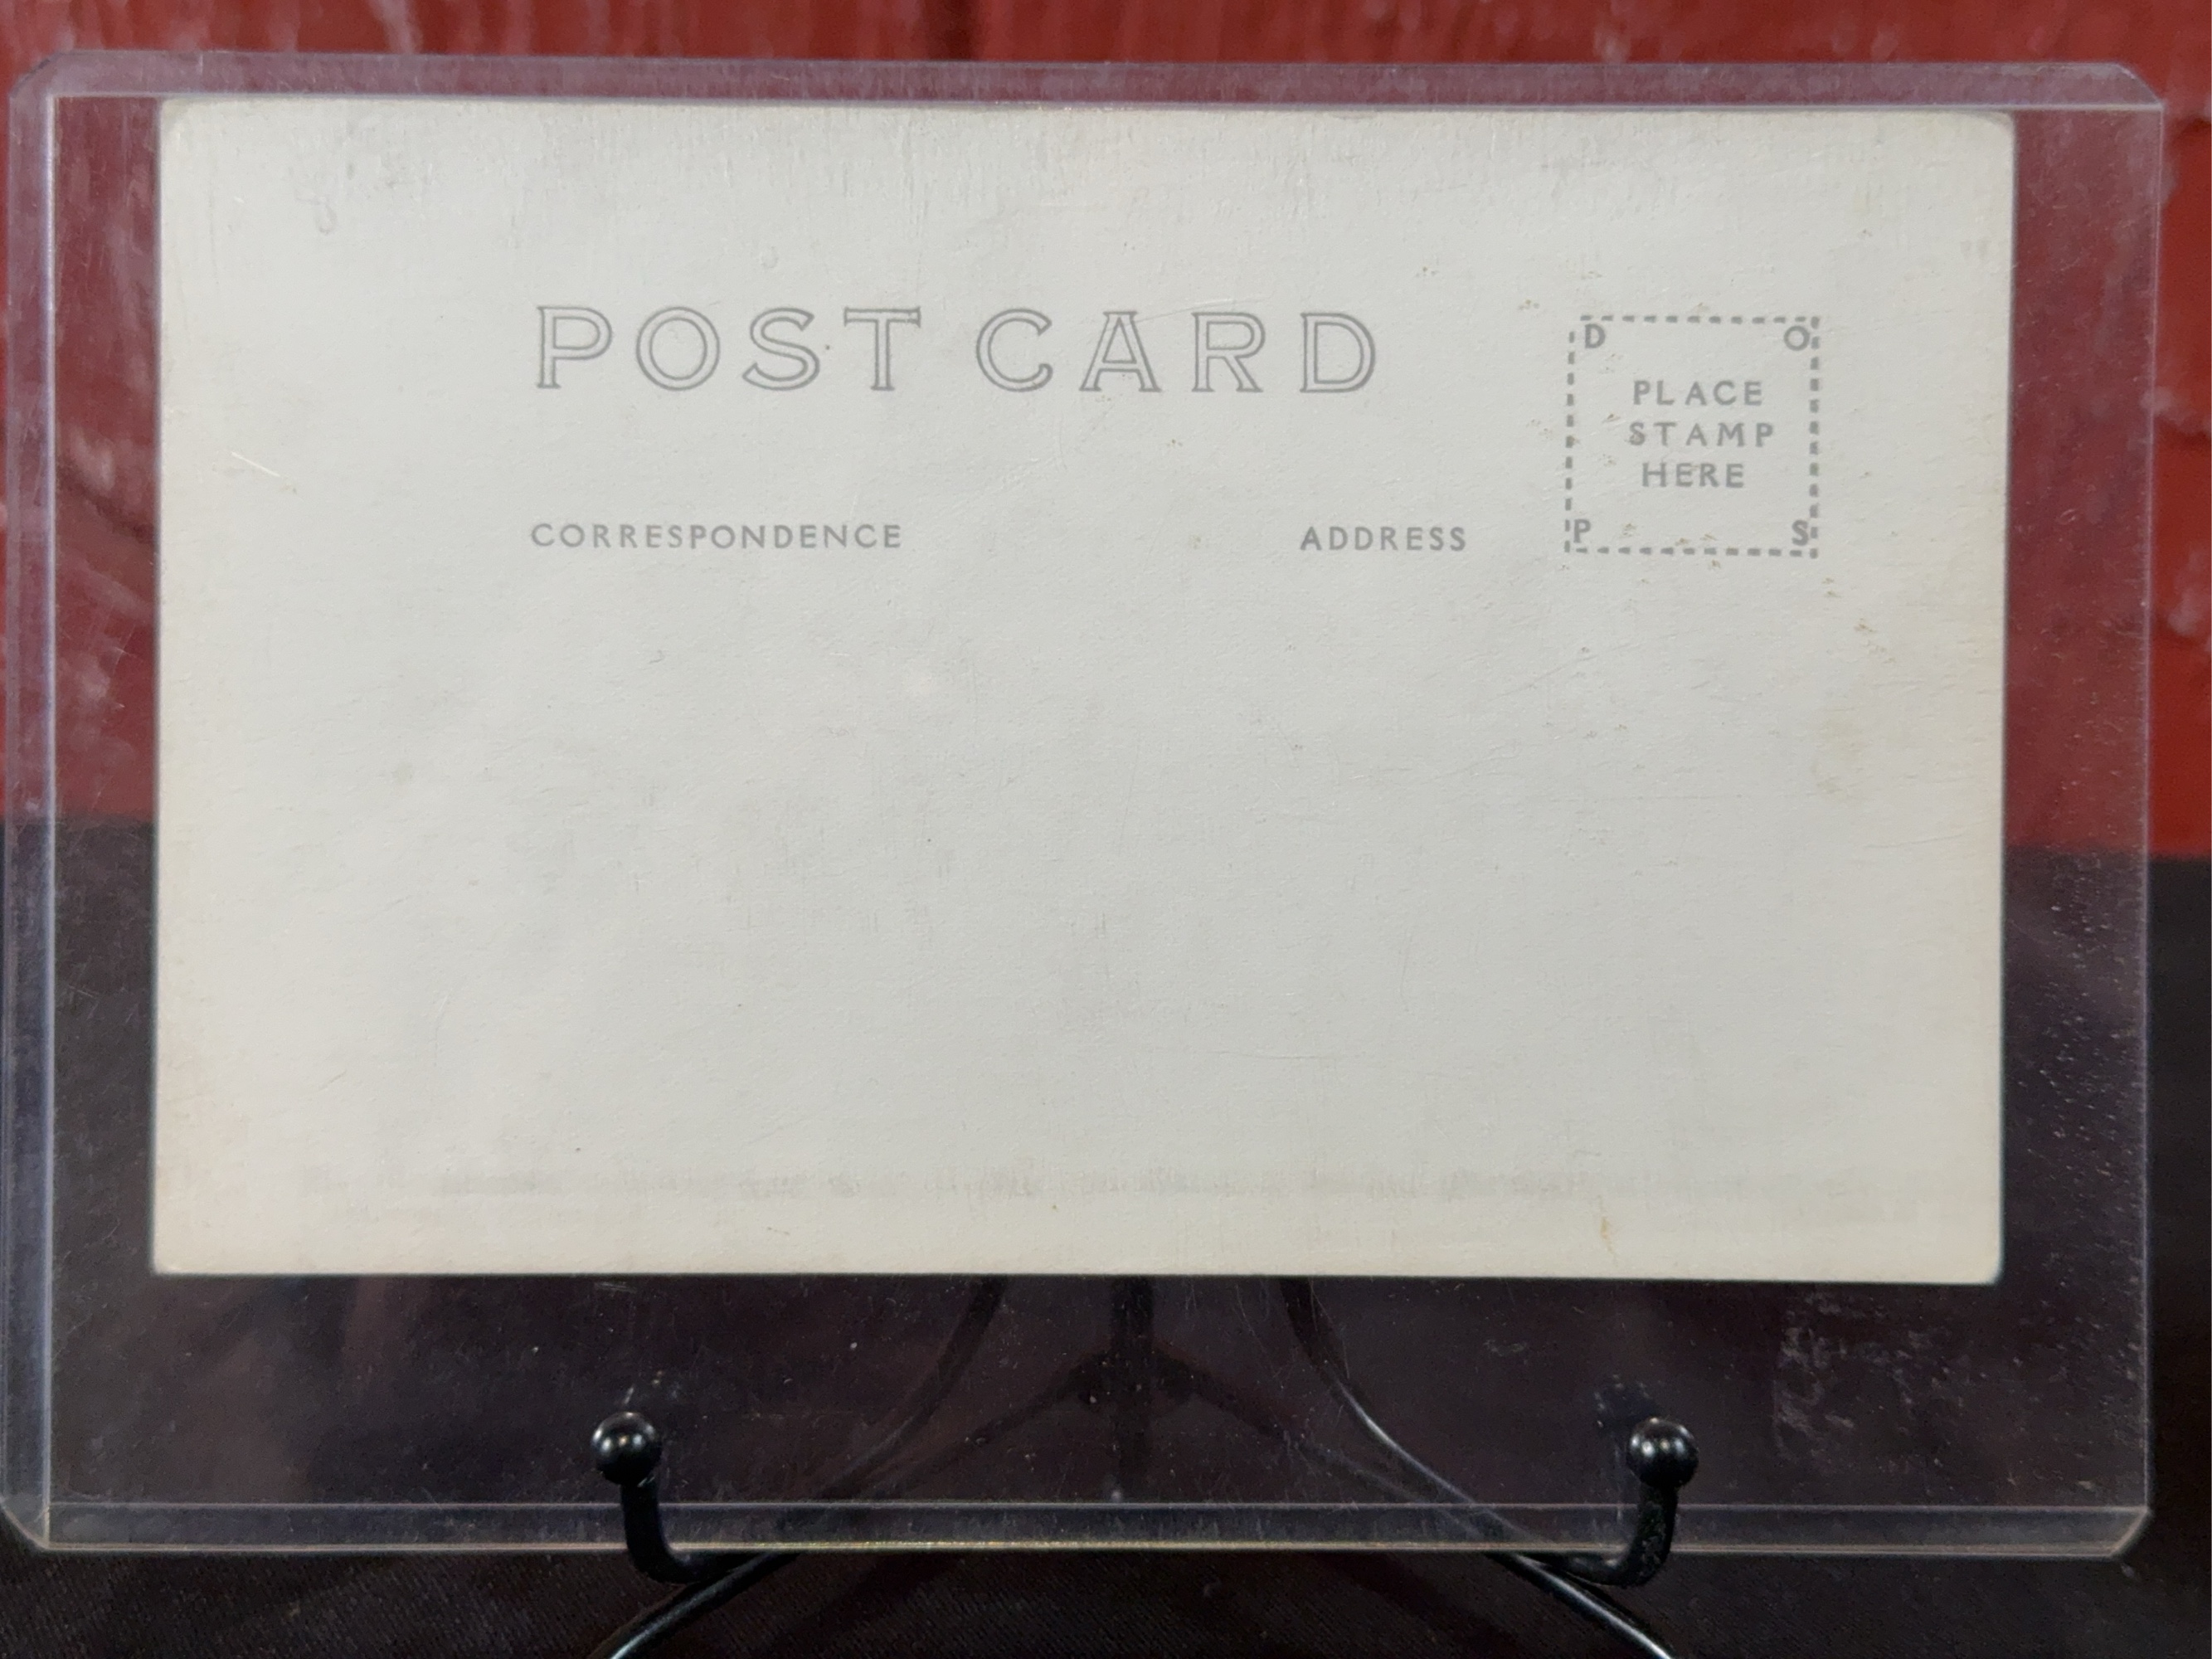 POST CARD
D O
PLACE
STAMP
HERE
P S
CORRESPONDENCE ADDRESS